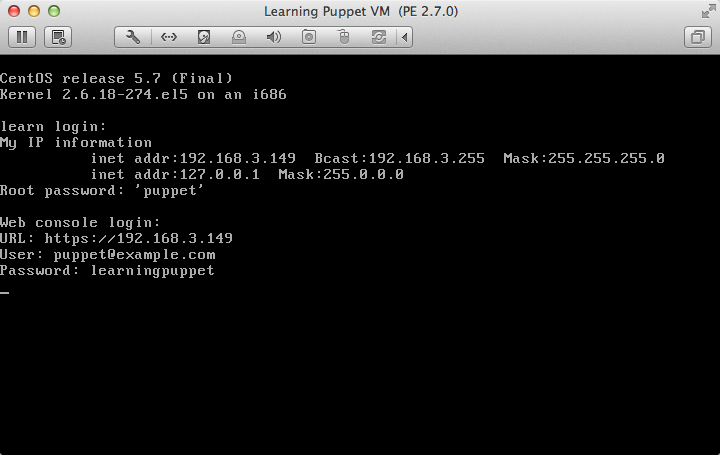 Learning Puppet VM (PE 2.7.0)
CentOS release 5.7 (Final)
Kernel 2.6.18-274.el5 on an i686
learn login:
My IP information
inet addr:192.168.3.149  Bcast:192.168.3.255  Mask:255.255.255.0
inet addr:127.0.0.1  Mask:255.0.0.0
Root password: 'puppet'
Web console login:
URL: https://192.168.3.149
User: puppet@example.com
Password: learningpuppet